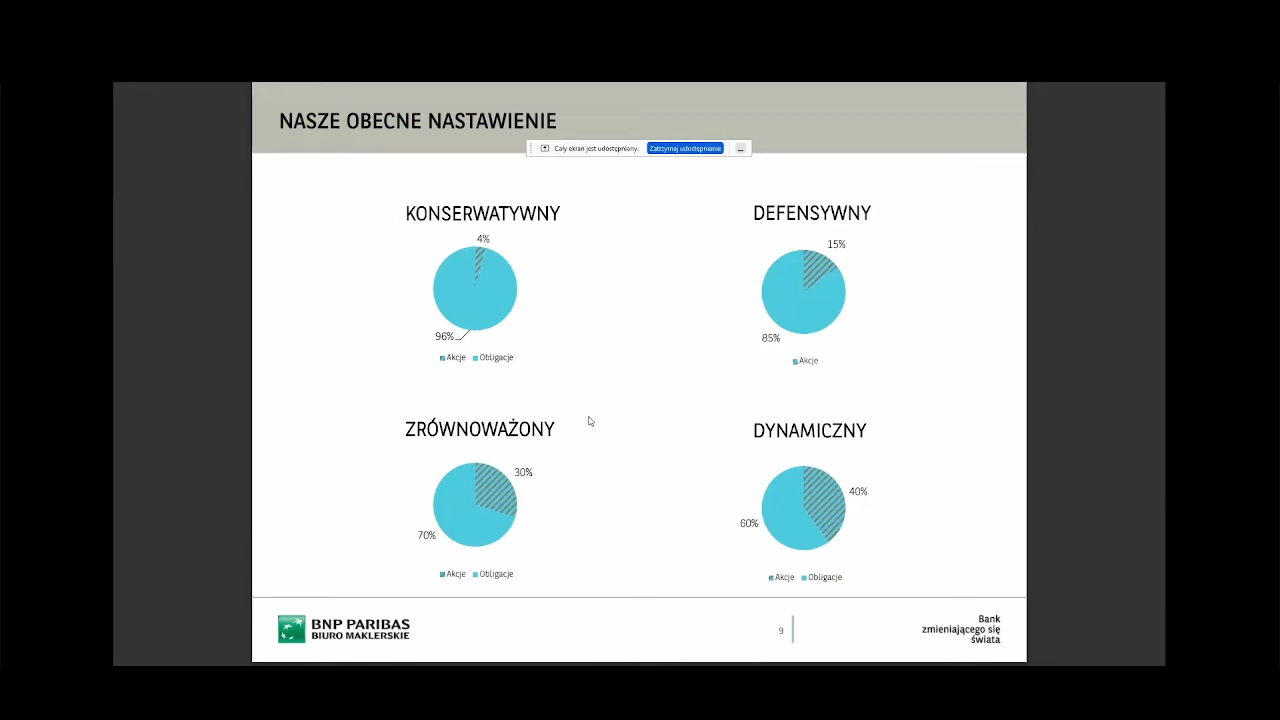 NASZE OBECNE NASTAWIENIE
Cały ekran jest udostępniany.
Zatrzymaj udostępnianie
KONSERWATYWNY
4%
96%
Akcje Obligacje
DEFENSYWNY
15%
85%
Akcje
ZRÓWNOWAŻONY
30%
70%
Akcje Obligacje
DYNAMICZNY
40%
60%
Akcje Obligacje
BNP PARIBAS
BIURO MAKLERSKIE
9
Bank
zmieniającego się
świata